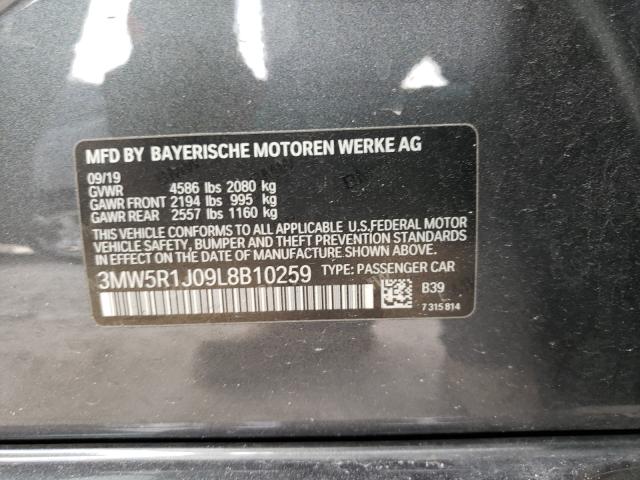 MFD BY BAYERISCHE MOTOREN WERKE AG
09/19
GVWR 4586 lbs 2080 kg
GAWR FRONT 2194 lbs 995 kg
GAWR REAR 2557 lbs 1160 kg
THIS VEHICLE CONFORMS TO ALL APPLICABLE U.S.FEDERAL MOTOR
VEHICLE SAFETY, BUMPER AND THEFT PREVENTION STANDARDS
IN EFFECT ON THE DATE OF MANUFACTURE SHOWN ABOVE.
3MW5R1J09L8B10259 TYPE: PASSENGER CAR
B39
7 315 814